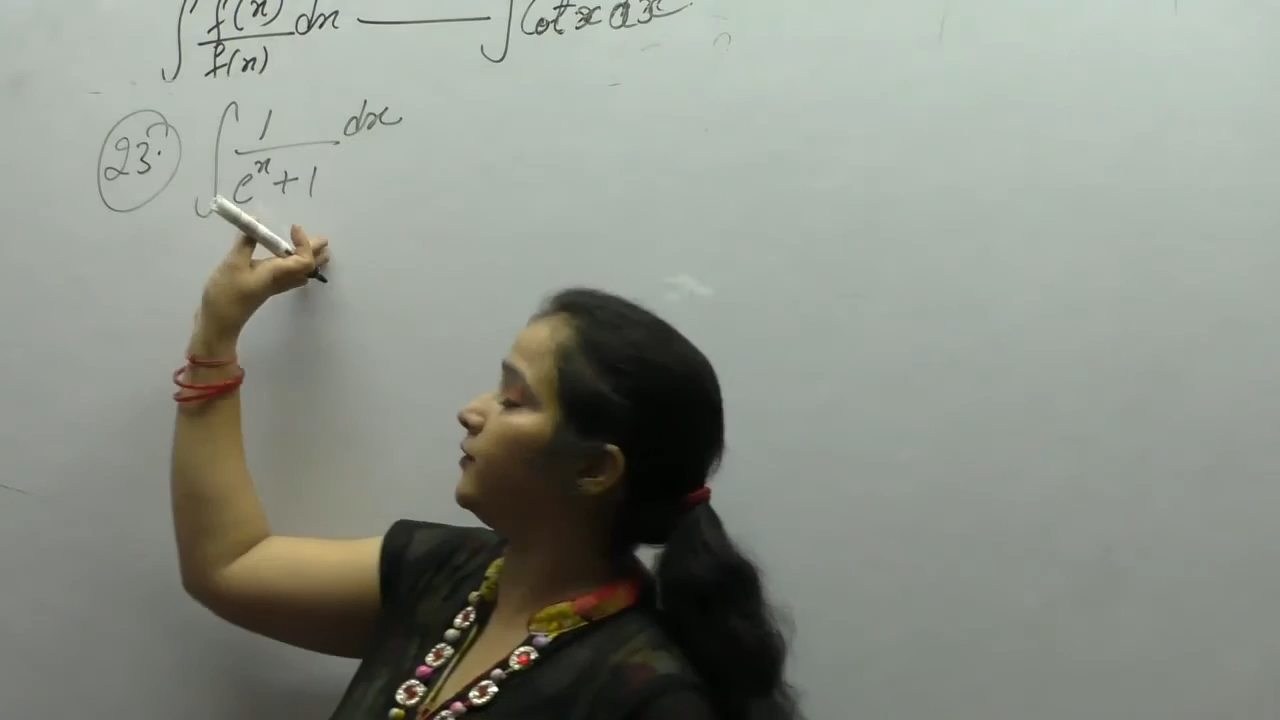 ∫ f'(x)/f(x) dx —— ∫ Cot x dx
23. ∫ 1/(e^x + 1) dx